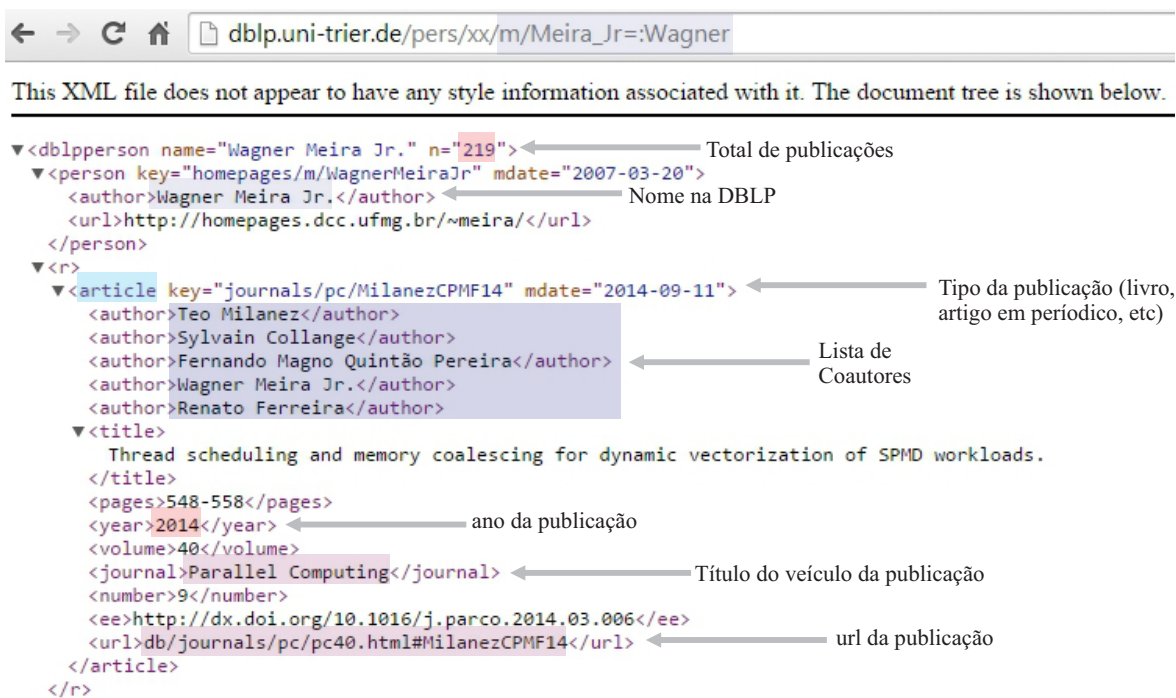 dblp.uni-trier.de/pers/xx/m/Meira_Jr=:Wagner
This XML file does not appear to have any style information associated with it. The document tree is shown below.
▼<dblpperson name="Wagner Meira Jr." n="219"> Total de publicações
▼<person key="homepages/m/WagnerMeiraJr" mdate="2007-03-20">
<author>Wagner Meira Jr.</author> Nome na DBLP
<url>http://homepages.dcc.ufmg.br/~meira/</url>
</person>
▼<r>
▼<article key="journals/pc/MilanezCPMF14" mdate="2014-09-11"> Tipo da publicação (livro,
artigo em períodico, etc)
<author>Teo Milanez</author>
<author>Sylvain Collange</author>
<author>Fernando Magno Quintão Pereira</author> Lista de
Coautores
<author>Wagner Meira Jr.</author>
<author>Renato Ferreira</author>
▼<title>
Thread scheduling and memory coalescing for dynamic vectorization of SPMD workloads.
</title>
<pages>548-558</pages>
<year>2014</year> ano da publicação
<volume>40</volume>
<journal>Parallel Computing</journal> Título do veículo da publicação
<number>9</number>
<ee>http://dx.doi.org/10.1016/j.parco.2014.03.006</ee>
<url>db/journals/pc/pc40.html#MilanezCPMF14</url> url da publicação
</article>
</r>